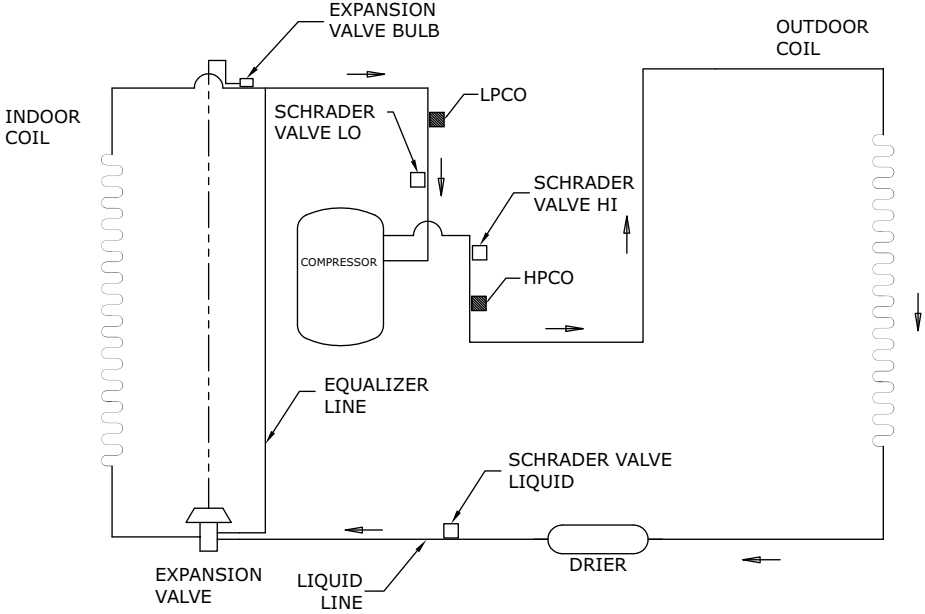 EXPANSION
VALVE BULB
OUTDOOR
COIL
LPCO
INDOOR
COIL
SCHRADER
VALVE LO
SCHRADER
VALVE HI
COMPRESSOR
HPCO
EQUALIZER
LINE
SCHRADER VALVE
LIQUID
EXPANSION
VALVE
LIQUID
LINE
DRIER